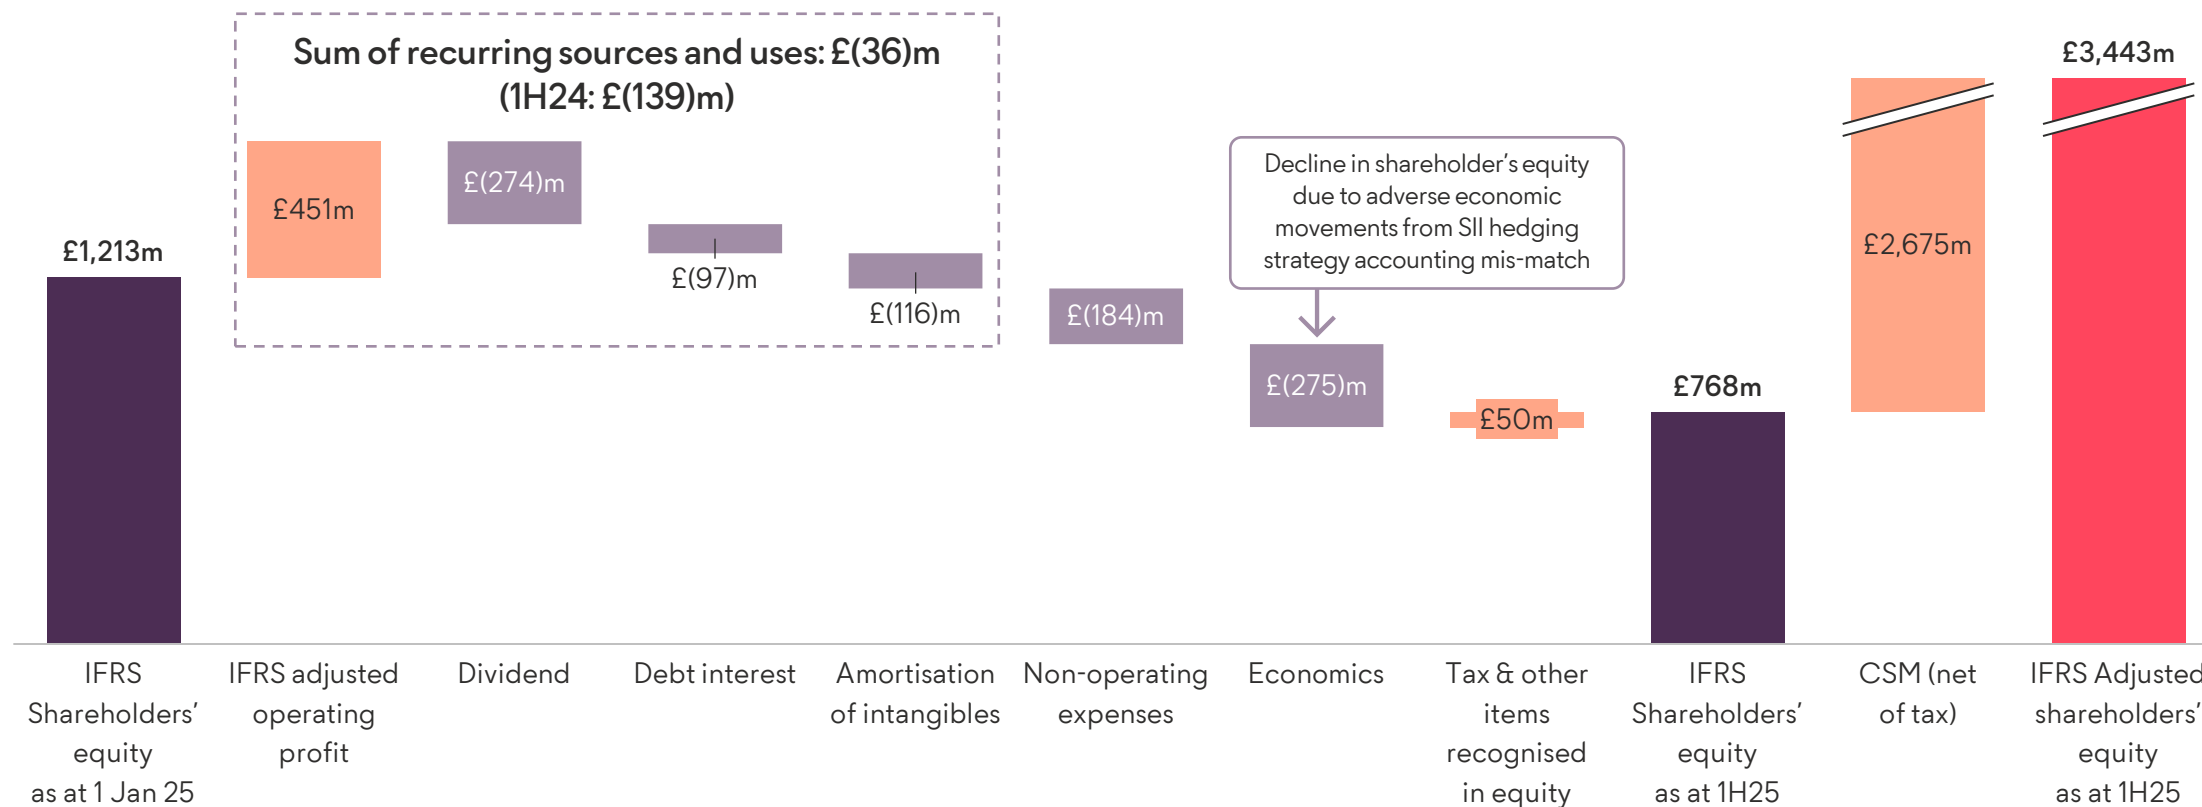 Sum of recurring sources and uses: £(36)m
(1H24: £(139)m)
£3,443m
Decline in shareholder's equity
due to adverse economic
movements from SII hedging
strategy accounting mis-match
£1,213m
£451m
£(274)m
£(97)m
£(116)m
£(184)m
£(275)m
£50m
£768m
£2,675m
IFRS
Shareholders'
equity
as at 1 Jan 25
IFRS adjusted
operating
profit
Dividend
Debt interest
Amortisation
of intangibles
Non-operating
expenses
Economics
Tax & other
items
recognised
in equity
IFRS
Shareholders'
equity
as at 1H25
CSM (net
of tax)
IFRS Adjusted
shareholders'
equity
as at 1H25